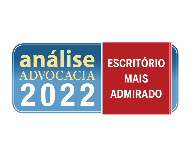 análise
ADVOCACIA
2022
ESCRITÓRIO
MAIS
ADMIRADO